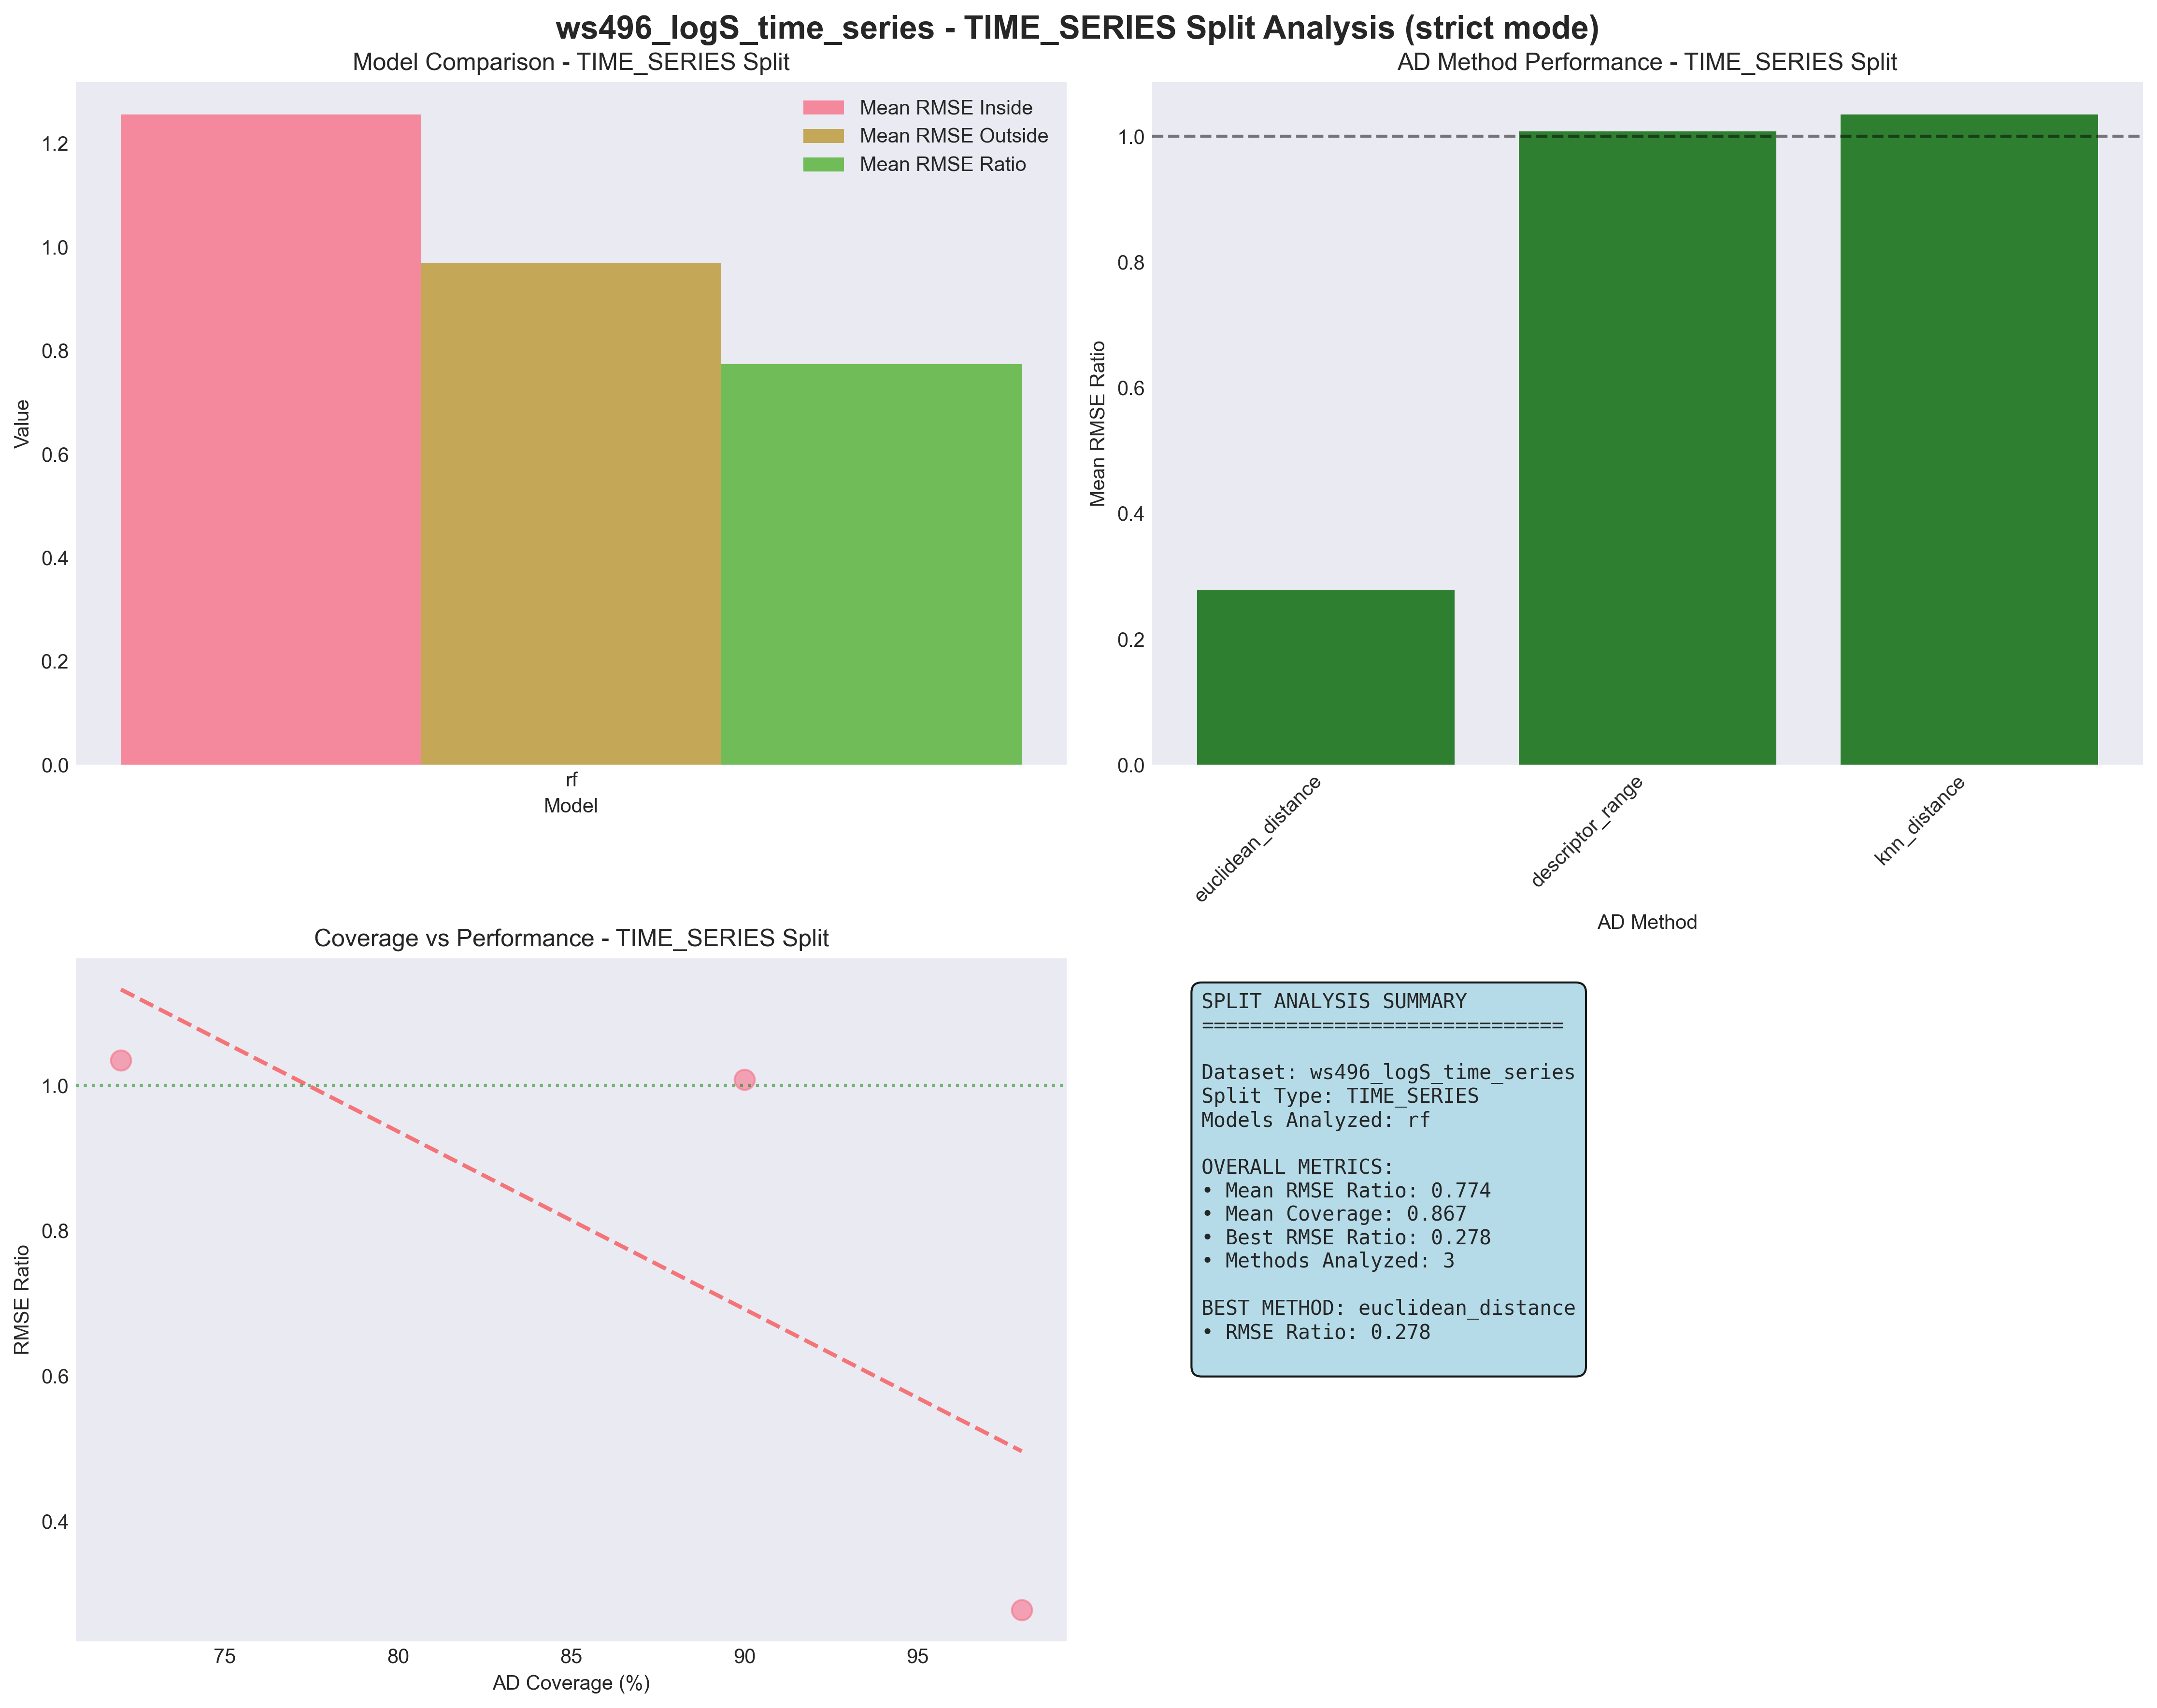 ws496_logS_time_series - TIME_SERIES Split Analysis (strict mode)
Model Comparison - TIME_SERIES Split
Mean RMSE Inside
Mean RMSE Outside
Mean RMSE Ratio
1.2
1.0
0.8
0.6
0.4
0.2
0.0
Value
rf
Model
AD Method Performance - TIME_SERIES Split
1.0
0.8
0.6
0.4
0.2
0.0
Mean RMSE Ratio
euclidean_distance
descriptor_range
knn_distance
AD Method
Coverage vs Performance - TIME_SERIES Split
1.0
0.8
0.6
0.4
RMSE Ratio
75
80
85
90
95
AD Coverage (%)
SPLIT ANALYSIS SUMMARY
==============================
Dataset: ws496_logS_time_series
Split Type: TIME_SERIES
Models Analyzed: rf
OVERALL METRICS:
• Mean RMSE Ratio: 0.774
• Mean Coverage: 0.867
• Best RMSE Ratio: 0.278
• Methods Analyzed: 3
BEST METHOD: euclidean_distance
• RMSE Ratio: 0.278